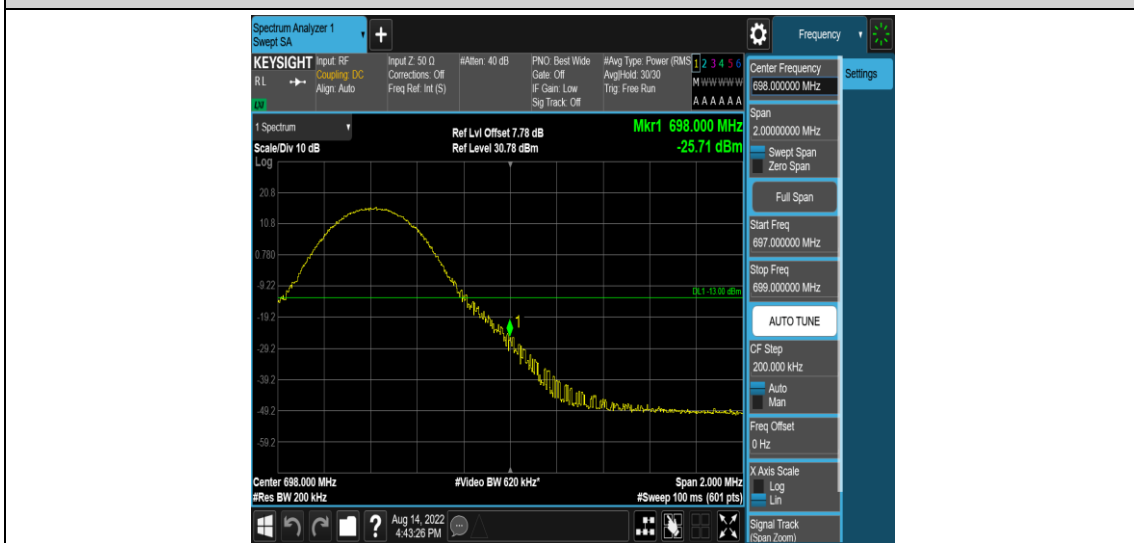 Spectrum Analyzer 1
Swept SA
+
Frequency
KEYSIGHT
RL
LXI
Input: RF
Coupling: DC
Align: Auto
Input Z: 50 Ω
Corrections: Off
Freq Ref: Int (S)
#Atten: 40 dB
PNO: Best Wide
Gate: Off
IF Gain: Low
Sig Track: Off
#Avg Type: Power (RMS
Avg|Hold: 30/30
Trig: Free Run
1 2 3 4 5 6
M W W W W W
A A A A A A
Center Frequency
698.000000 MHz
Settings
1 Spectrum
Scale/Div 10 dB
Ref Lvl Offset 7.78 dB
Ref Level 30.78 dBm
Mkr1 698.000 MHz
-25.71 dBm
Log
20.8
10.8
0.780
-9.22
-19.2
-29.2
-39.2
-49.2
-59.2
DL1 -13.00 dBm
1
Center 698.000 MHz
#Res BW 200 kHz
#Video BW 620 kHz*
Span 2.000 MHz
#Sweep 100 ms (601 pts)
Span
2.00000000 MHz
Swept Span
Zero Span
Full Span
Start Freq
697.000000 MHz
Stop Freq
699.000000 MHz
AUTO TUNE
CF Step
200.000 kHz
Auto
Man
Freq Offset
0 Hz
X Axis Scale
Log
Lin
Signal Track
(Span Zoom)
?
Aug 14, 2022
4:43:26 PM